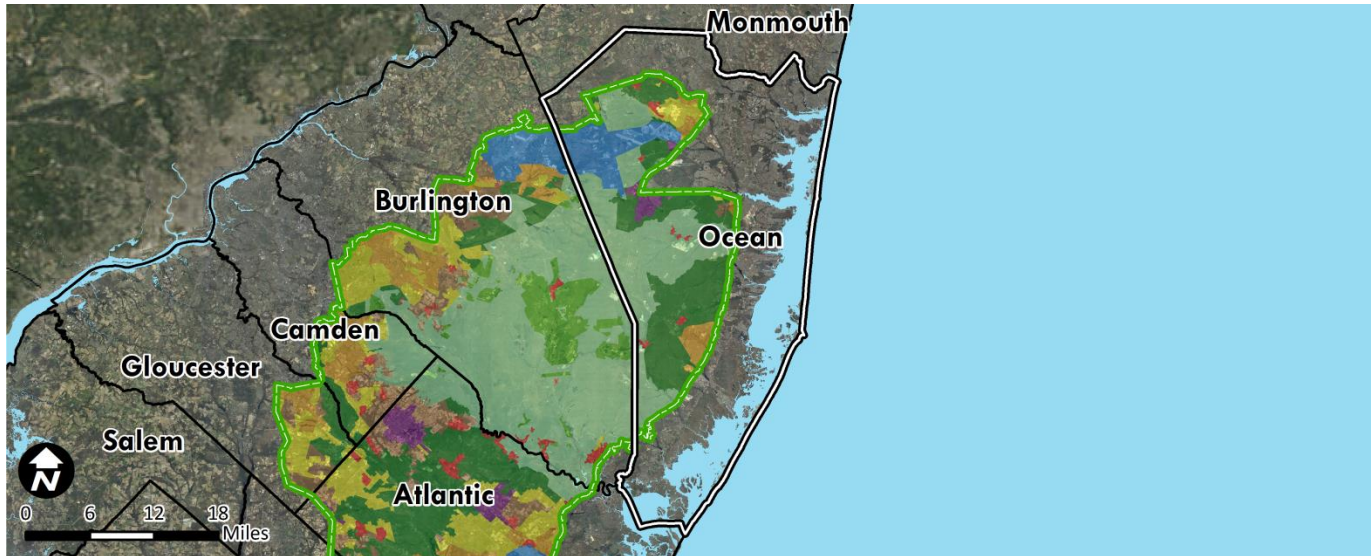 Monmouth
Burlington
Ocean
Camden
Gloucester
Salem
Atlantic
N
0 6 12 18
Miles